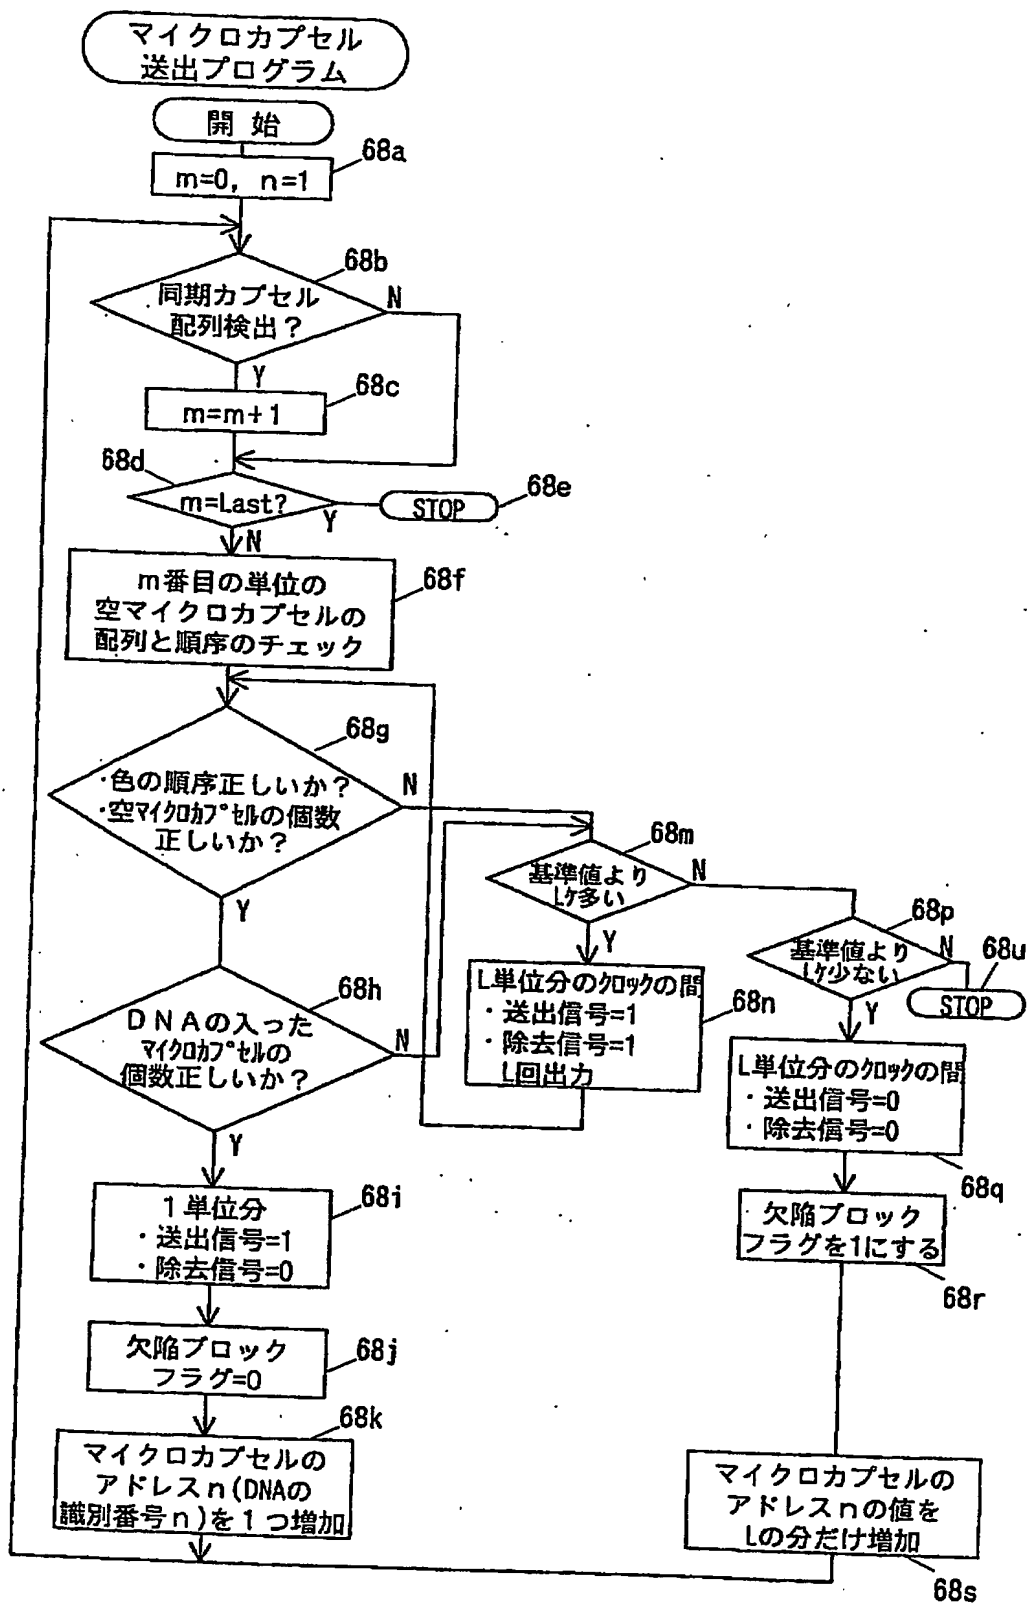 マイクロカプセル
送出プログラム
開 始
68a
m=0, n=1
68b
同期カプセル
配列検出?
N
Y
68c
m=m+1
68d
m=Last?
Y
STOP
68e
N
m番目の単位の
空マイクロカプセルの
配列と順序のチェック
68f
68g
・色の順序正しいか?
・空マイクロカプセルの個数
正しいか?
N
Y
68h
DNAの入った
マイクロカプセルの
個数正しいか?
N
Y
1単位分
・送出信号=1
・除去信号=0
68i
欠陥ブロック
フラグ=0
68j
68k
マイクロカプセルの
アドレスn(DNAの
識別番号n)を1つ増加
68m
基準値より
Lケ多い
N
Y
L単位分のクロックの間
・送出信号=1
・除去信号=1
L回出力
68n
68p
基準値より
Lケ少ない
N
68u
STOP
Y
L単位分のクロックの間
・送出信号=0
・除去信号=0
68q
欠陥ブロック
フラグを1にする
68r
マイクロカプセルの
アドレスnの値を
Lの分だけ増加
68s